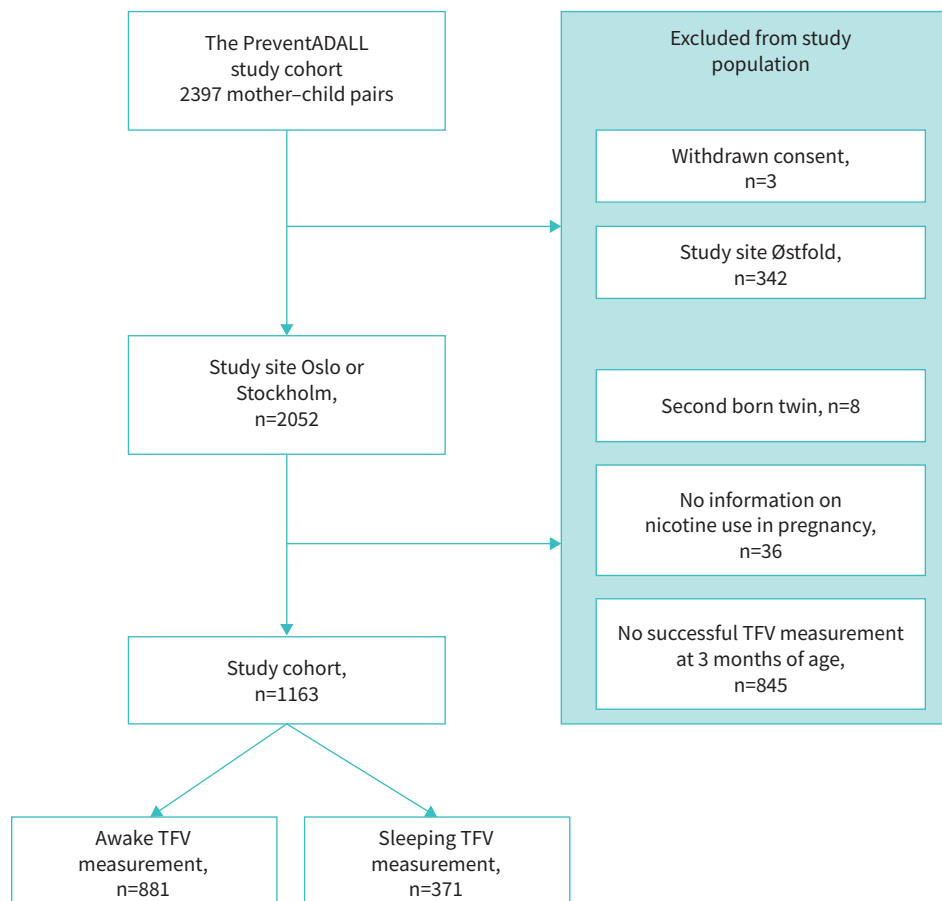 The PreventADALL
study cohort
2397 mother–child pairs
Excluded from study
population
Withdrawn consent,
n=3
Study site Østfold,
n=342
Study site Oslo or
Stockholm,
n=2052
Second born twin, n=8
No information on
nicotine use in pregnancy,
n=36
No successful TFV measurement
at 3 months of age,
n=845
Study cohort,
n=1163
Awake TFV
measurement,
n=881
Sleeping TFV
measurement,
n=371